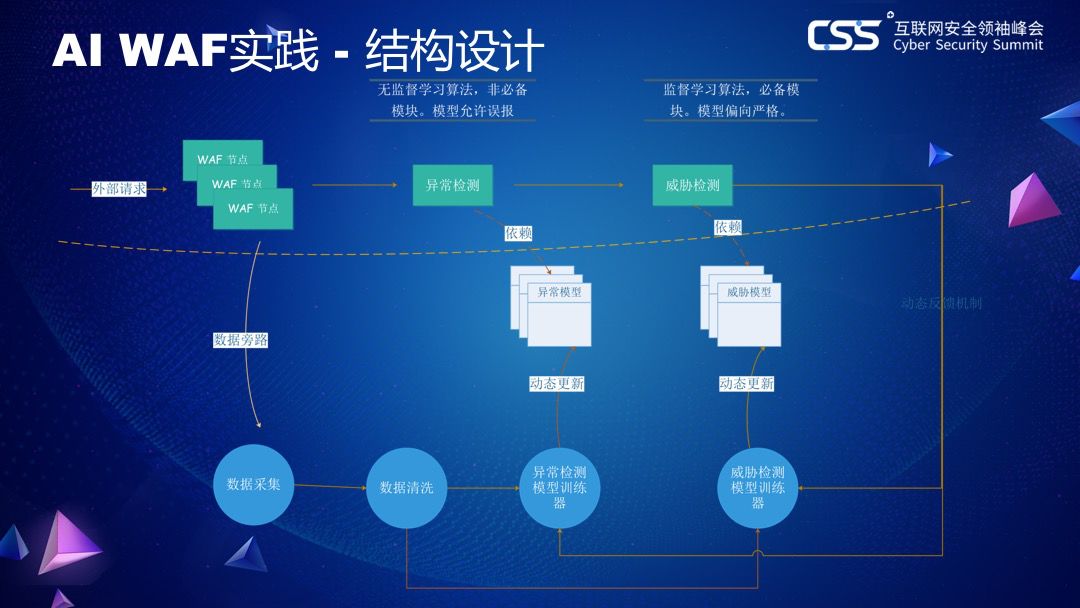 AI WAF实践 - 结构设计
CSS
互联网安全领袖峰会
Cyber Security Summit
无监督学习算法，非必备
模块。模型允许误报
监督学习算法，必备模
块。模型偏向严格。
外部请求
WAF 节点
WAF 节点
WAF 节点
异常检测
威胁检测
依赖
依赖
异常模型
威胁模型
动态反馈机制
数据旁路
动态更新
动态更新
数据采集
数据清洗
异常检测
模型训练
器
威胁检测
模型训练
器